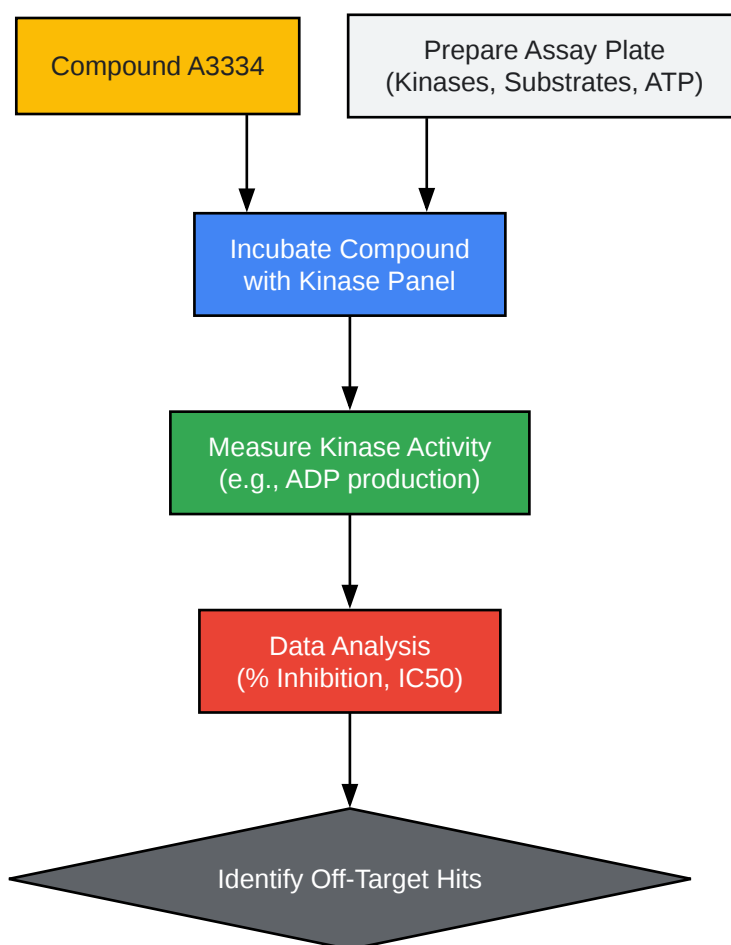 Compound A3334
Prepare Assay Plate
(Kinases, Substrates, ATP)
Incubate Compound
with Kinase Panel
Measure Kinase Activity
(e.g., ADP production)
Data Analysis
(% Inhibition, IC50)
Identify Off-Target Hits